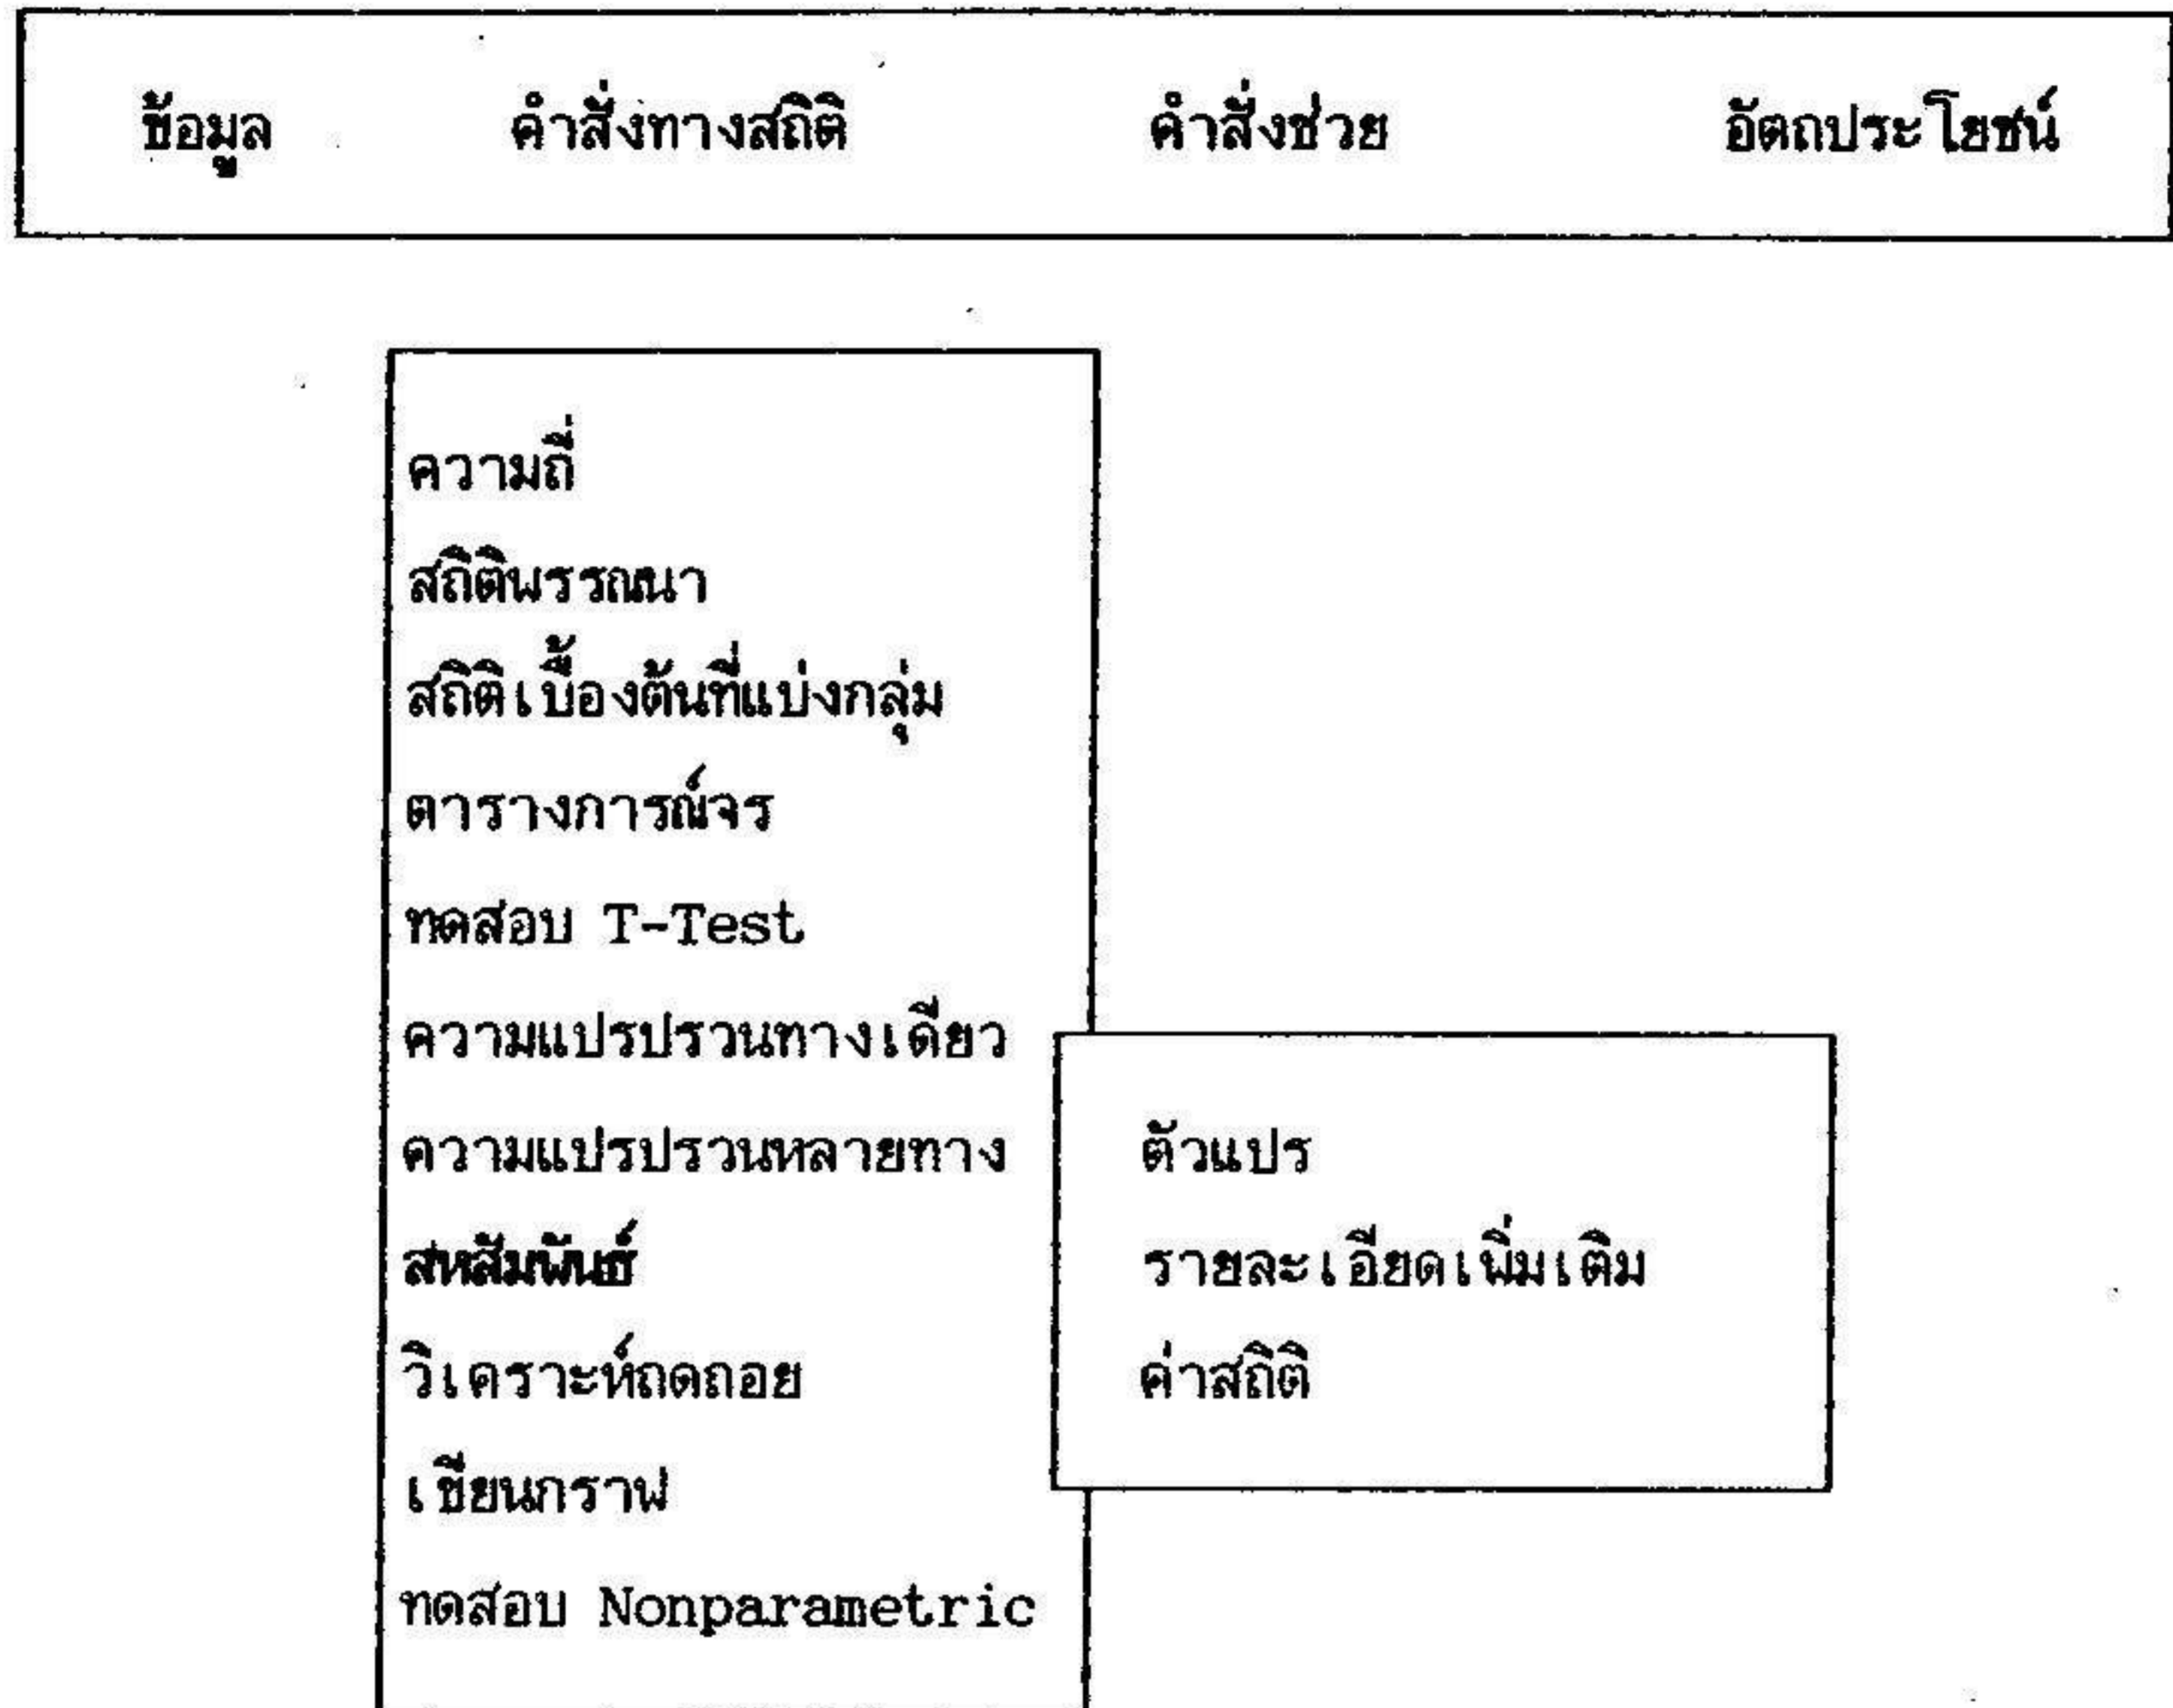 ข้อมูล คำสั่งทางสถิติ คำสั่งช่วย อัตถประโยชน์
ความถี่
สถิติพรรณนา
สถิติเบื้องต้นที่แบ่งกลุ่ม
ตารางการณ์จร
ทดสอบ T-Test
ความแปรปรวนทางเดียว
ความแปรปรวนหลายทาง
สหสัมพันธ์
วิเคราะห์ถดถอย
เขียนกราฟ
ทดสอบ Nonparametric
ตัวแปร
รายละเอียดเพิ่มเติม
ค่าสถิติ